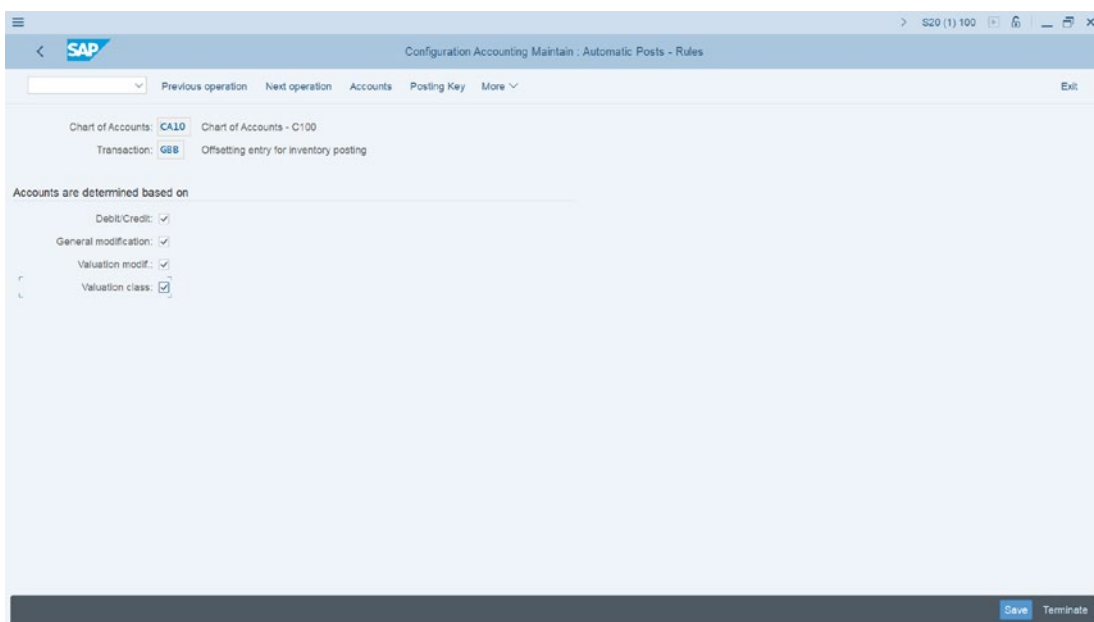 S20 (1) 100
SAP
Configuration Accounting Maintain : Automatic Posts - Rules
Previous operation Next operation Accounts Posting Key More Exit
Chart of Accounts: CA10 Chart of Accounts - C100
Transaction: GBB Offsetting entry for inventory posting
Accounts are determined based on
Debit/Credit:
General modification:
Valuation modif.:
Valuation class:
Save Terminate